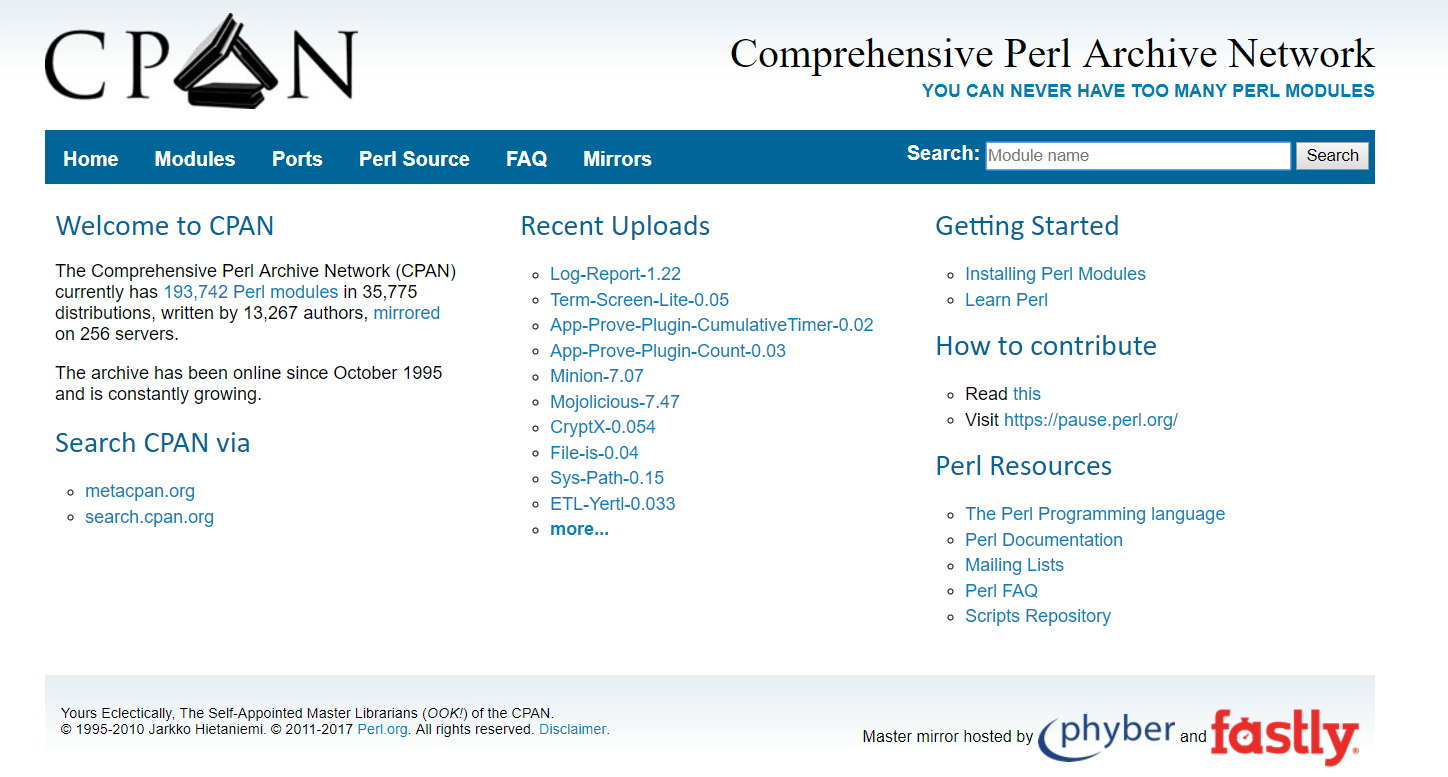 CPAN
Comprehensive Perl Archive Network
YOU CAN NEVER HAVE TOO MANY PERL MODULES
Home Modules Ports Perl Source FAQ Mirrors Search: Module name Search
Welcome to CPAN
The Comprehensive Perl Archive Network (CPAN)
currently has 193,742 Perl modules in 35,775
distributions, written by 13,267 authors, mirrored
on 256 servers.
The archive has been online since October 1995
and is constantly growing.
Search CPAN via
metacpan.org
search.cpan.org
Recent Uploads
Log-Report-1.22
Term-Screen-Lite-0.05
App-Prove-Plugin-CumulativeTimer-0.02
App-Prove-Plugin-Count-0.03
Minion-7.07
Mojolicious-7.47
CryptX-0.054
File-is-0.04
Sys-Path-0.15
ETL-Yertl-0.033
more...
Getting Started
Installing Perl Modules
Learn Perl
How to contribute
Read this
Visit https://pause.perl.org/
Perl Resources
The Perl Programming language
Perl Documentation
Mailing Lists
Perl FAQ
Scripts Repository
Yours Eclectically, The Self-Appointed Master Librarians (OOK!) of the CPAN.
© 1995-2010 Jarkko Hietaniemi. © 2011-2017 Perl.org. All rights reserved. Disclaimer.
Master mirror hosted by phyber and fastly®